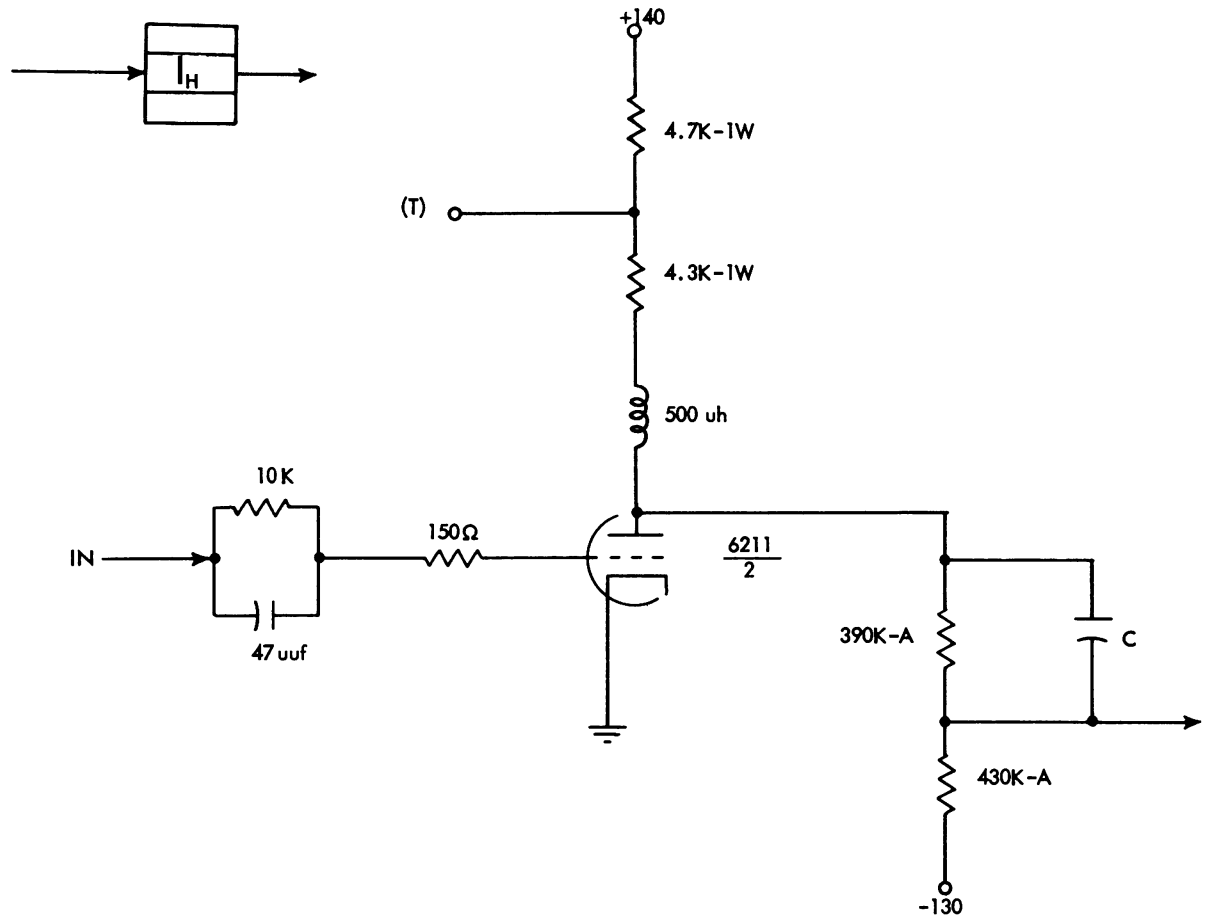 +140
I
H
4.7K-1W
(T)
4.3K-1W
500 uh
10K
150Ω
IN
47 uuf
6211
2
390K-A
C
430K-A
-130